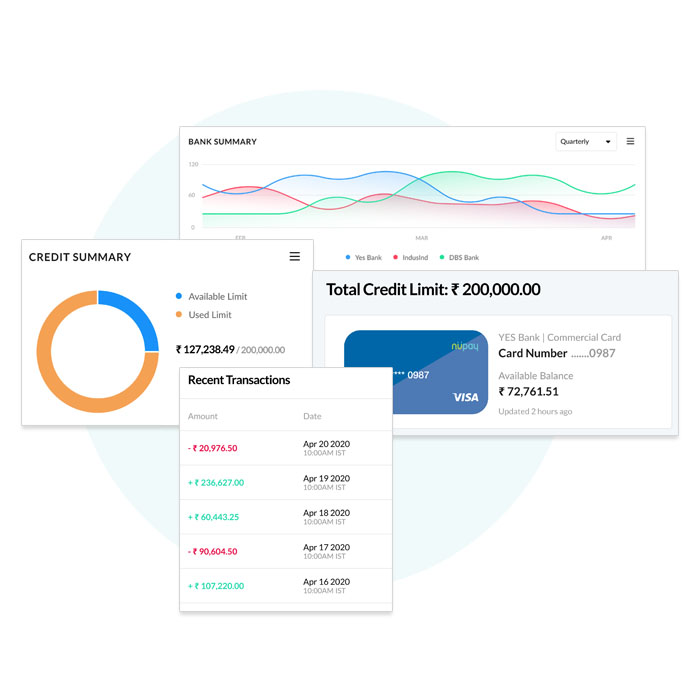 BANK SUMMARY
Quarterly
120
60
0
FEB
MAR
APR
Yes Bank
IndusInd
DBS Bank
CREDIT SUMMARY
Available Limit
Used Limit
₹ 127,238.49 / 200,000.00
Total Credit Limit: ₹ 200,000.00
nüpay
**** 0987
VISA
YES Bank | Commercial Card
Card Number .......0987
Available Balance
₹ 72,761.51
Updated 2 hours ago
Recent Transactions
Amount Date
- ₹ 20,976.50 Apr 20 2020
10:00AM IST
+ ₹ 236,627.00 Apr 19 2020
10:00AM IST
+ ₹ 60,443.25 Apr 18 2020
10:00AM IST
- ₹ 90,604.50 Apr 17 2020
10:00AM IST
+ ₹ 107,220.00 Apr 16 2020
10:00AM IST